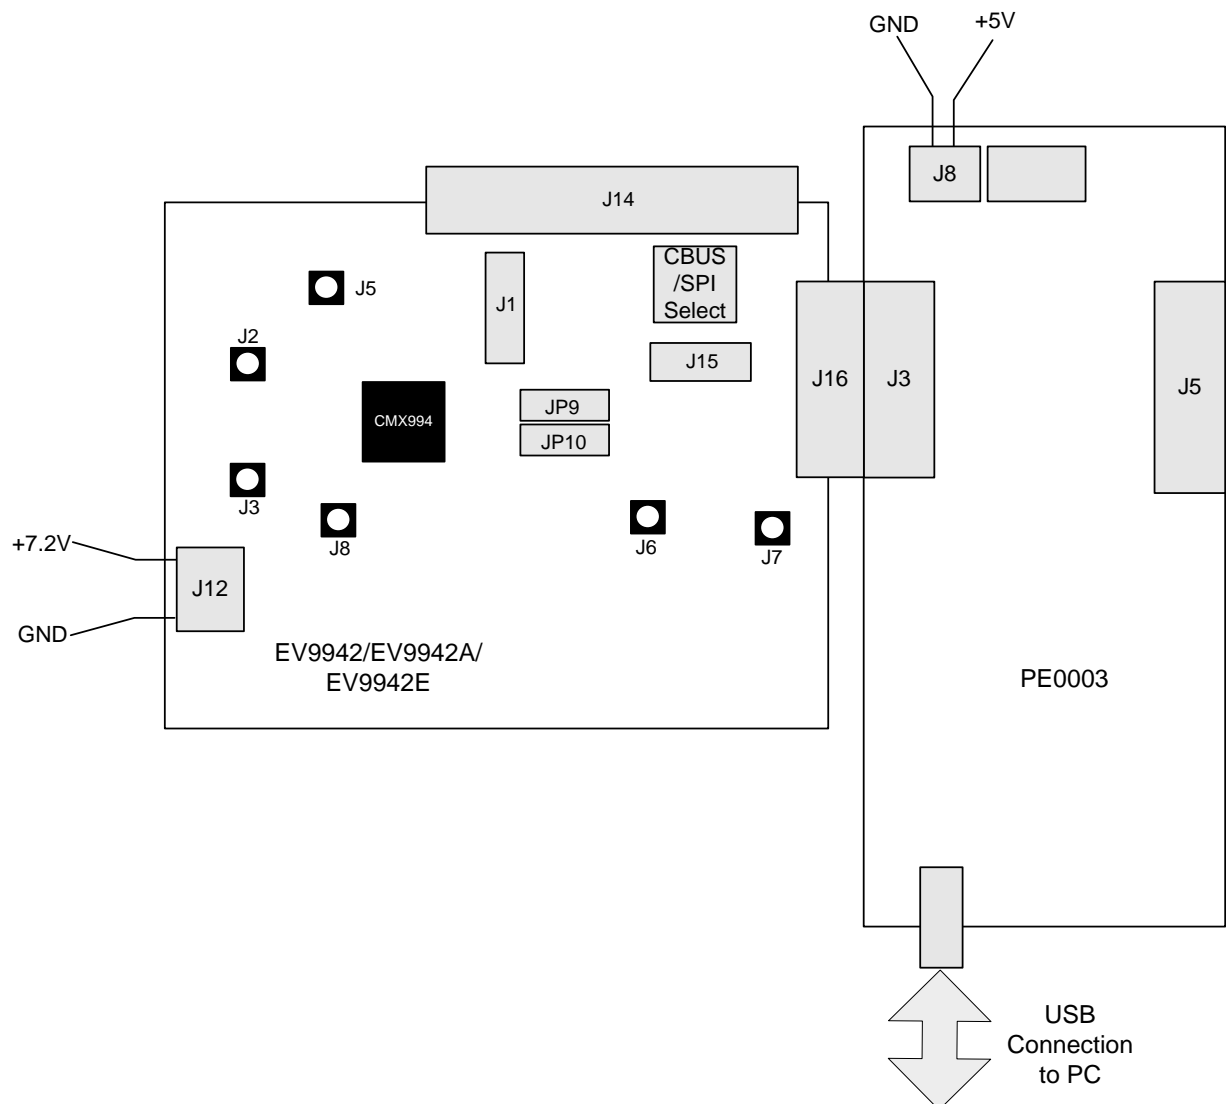 GND
+5V
J8
J14
CBUS
/SPI
Select
J5
J1
J2
J15
J16
J3
J5
JP9
CMX994
JP10
J3
J8
J6
J7
+7.2V
J12
GND
EV9942/EV9942A/
EV9942E
PE0003
USB
Connection
to PC